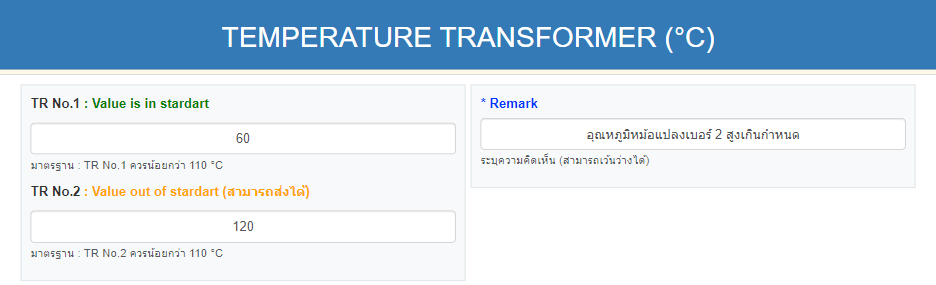 TEMPERATURE TRANSFORMER (°C)
TR No.1 : Value is in stardart
60
มาตรฐาน : TR No.1 ควรน้อยกว่า 110 °C
TR No.2 : Value out of stardart (สามารถส่งได้)
120
มาตรฐาน : TR No.2 ควรน้อยกว่า 110 °C
* Remark
อุณหภูมิหม้อแปลงเบอร์ 2 สูงเกินกำหนด
ระบุความคิดเห็น (สามารถเว้นว่างได้)